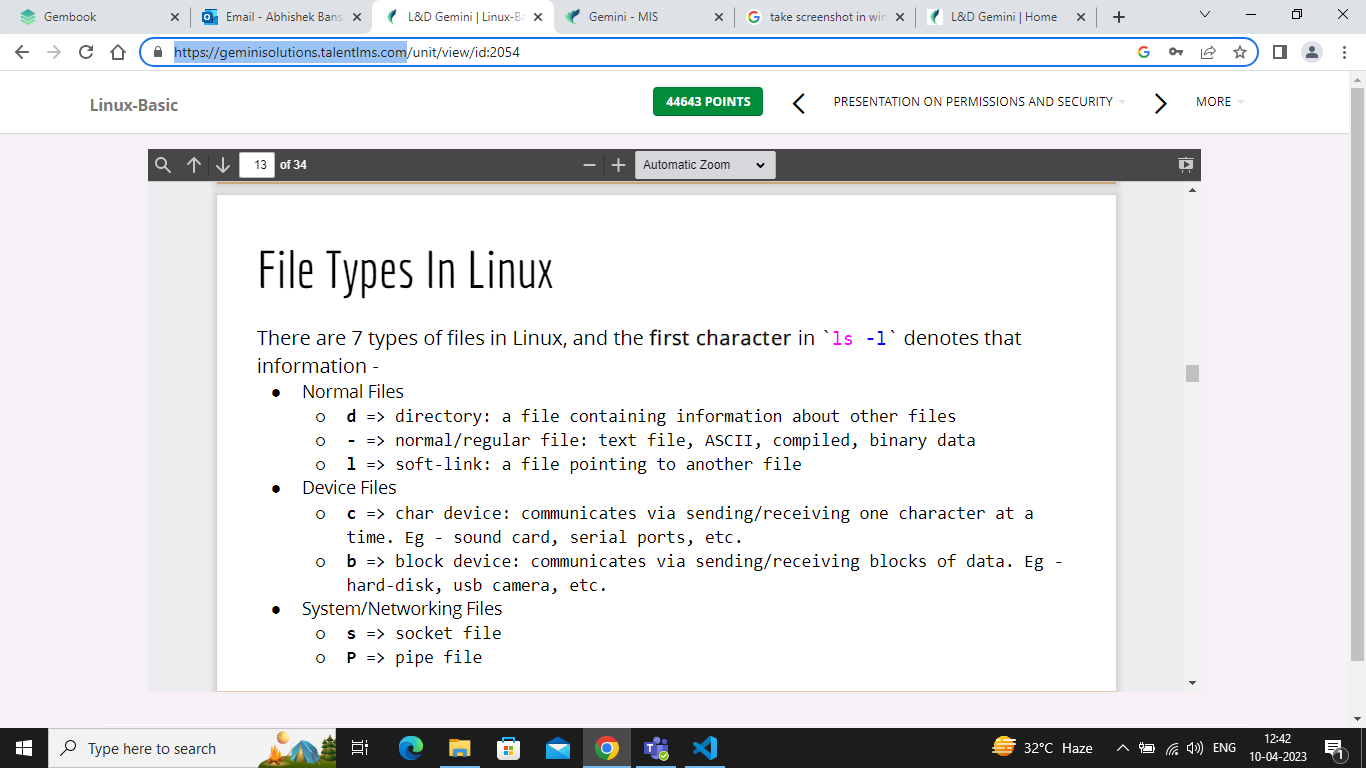 Gembook
Email - Abhishek Bans
L&D Gemini | Linux-Ba
Gemini - MIS
take screenshot in win
L&D Gemini | Home
https://geminisolutions.talentlms.com/unit/view/id:2054
Linux-Basic
44643 POINTS
PRESENTATION ON PERMISSIONS AND SECURITY
MORE
13 of 34
Automatic Zoom
File Types In Linux
There are 7 types of files in Linux, and the first character in `ls -l` denotes that
information -
● Normal Files
○ d => directory: a file containing information about other files
○ - => normal/regular file: text file, ASCII, compiled, binary data
○ l => soft-link: a file pointing to another file
● Device Files
○ c => char device: communicates via sending/receiving one character at a
time. Eg - sound card, serial ports, etc.
○ b => block device: communicates via sending/receiving blocks of data. Eg -
hard-disk, usb camera, etc.
● System/Networking Files
○ s => socket file
○ P => pipe file
Type here to search
32°C Haze
ENG
12:42
10-04-2023
1